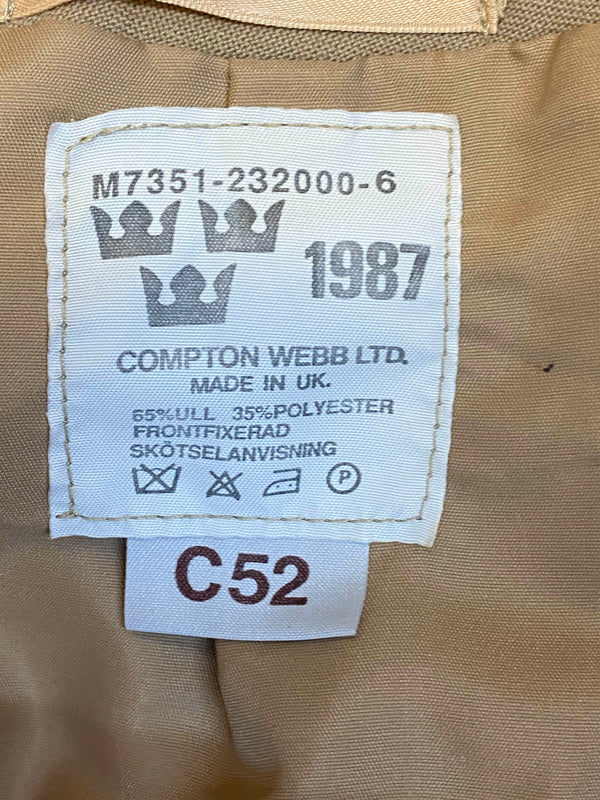 M7351-232000-6
1987
COMPTON WEBB LTD.
MADE IN UK.
65%ULL 35%POLYESTER
FRONTFIXERAD
SKÖTSELANVISNING
P
C52